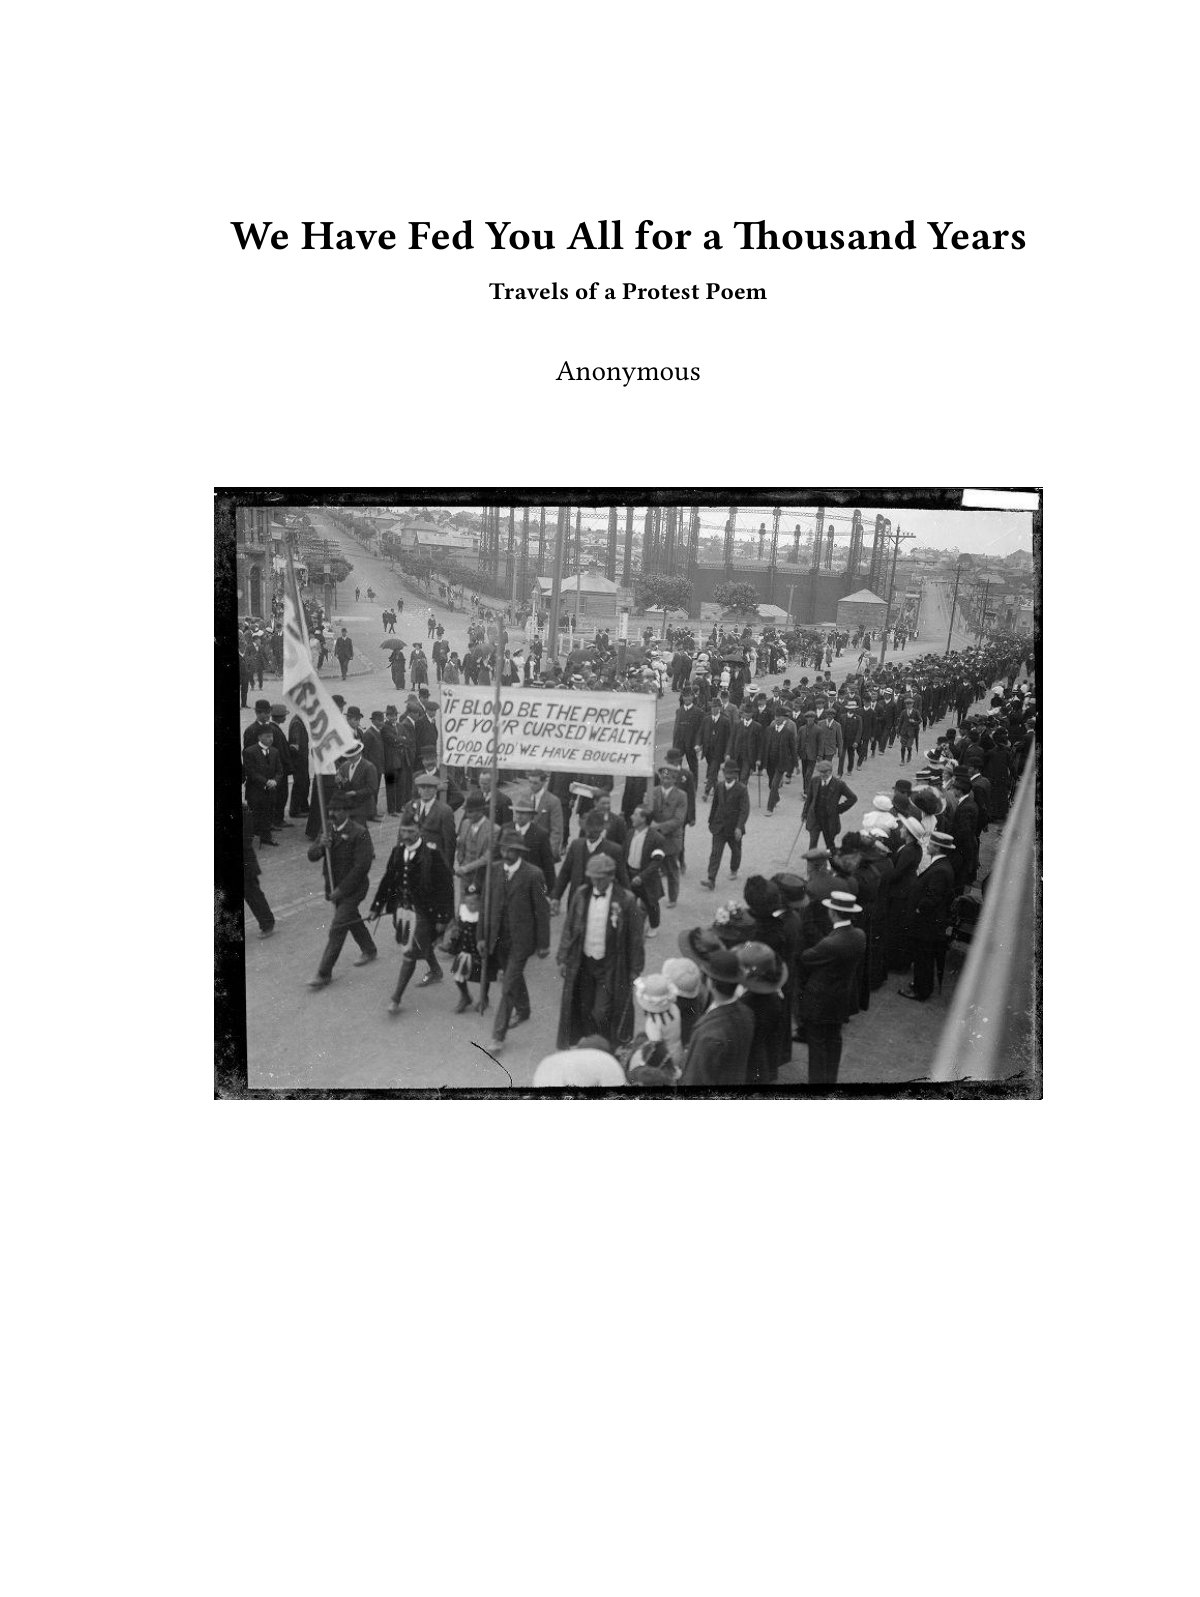 We Have Fed You All for a Thousand Years
Travels of a Protest Poem
Anonymous
"IF BLOOD BE THE PRICE
OF YOU'R CURSED WEALTH.
GOOD GOD WE HAVE BOUGHT
IT FAIR"